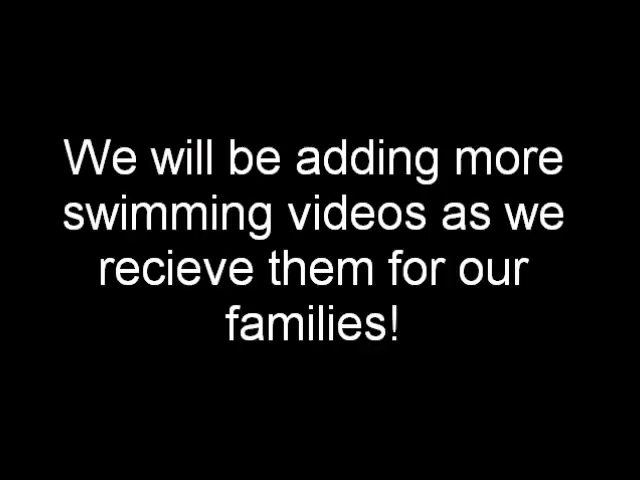 We will be adding more
swimming videos as we
recieve them for our
families!